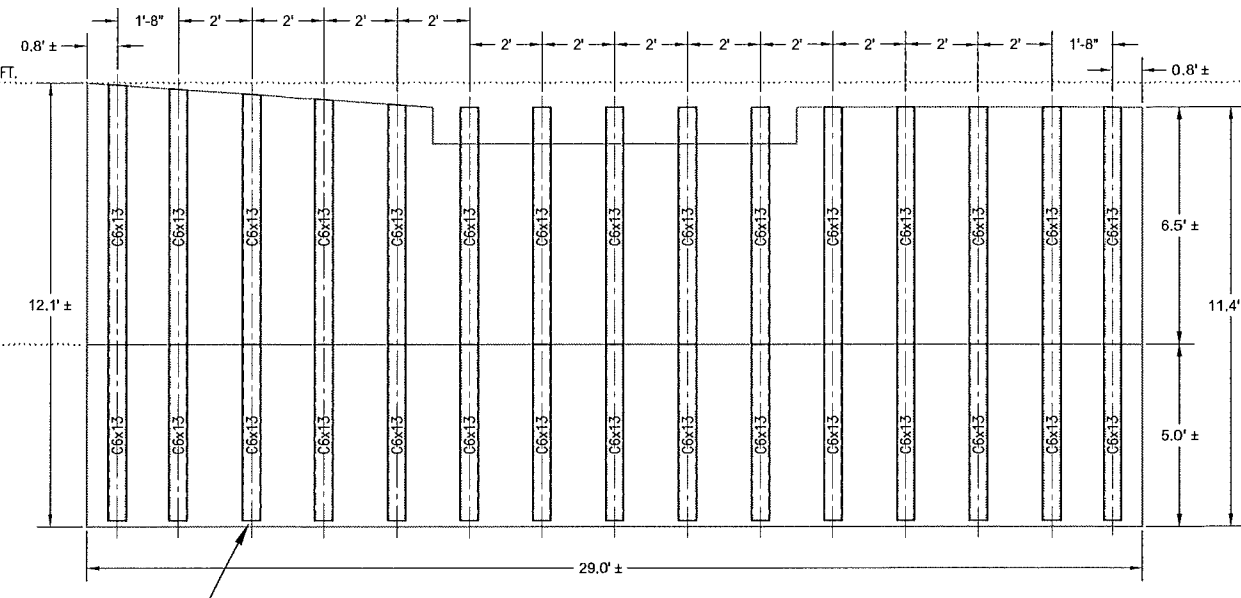 1'-8" 2' 2' 2' 2'
0.8' ± 2' 2' 2' 2' 2' 2' 2' 2' 1'-8"
FT. 0.8' ±
C6x13 C6x13 C6x13 C6x13 C6x13 C6x13 C6x13 C6x13 C6x13 C6x13 C6x13 C6x13 C6x13 C6x13 C6x13
6.5' ±
12.1' ± 11.4'
C6x13 C6x13 C6x13 C6x13 C6x13 C6x13 C6x13 C6x13 C6x13 C6x13 C6x13 C6x13 C6x13 C6x13 C6x13
5.0' ±
29.0' ±